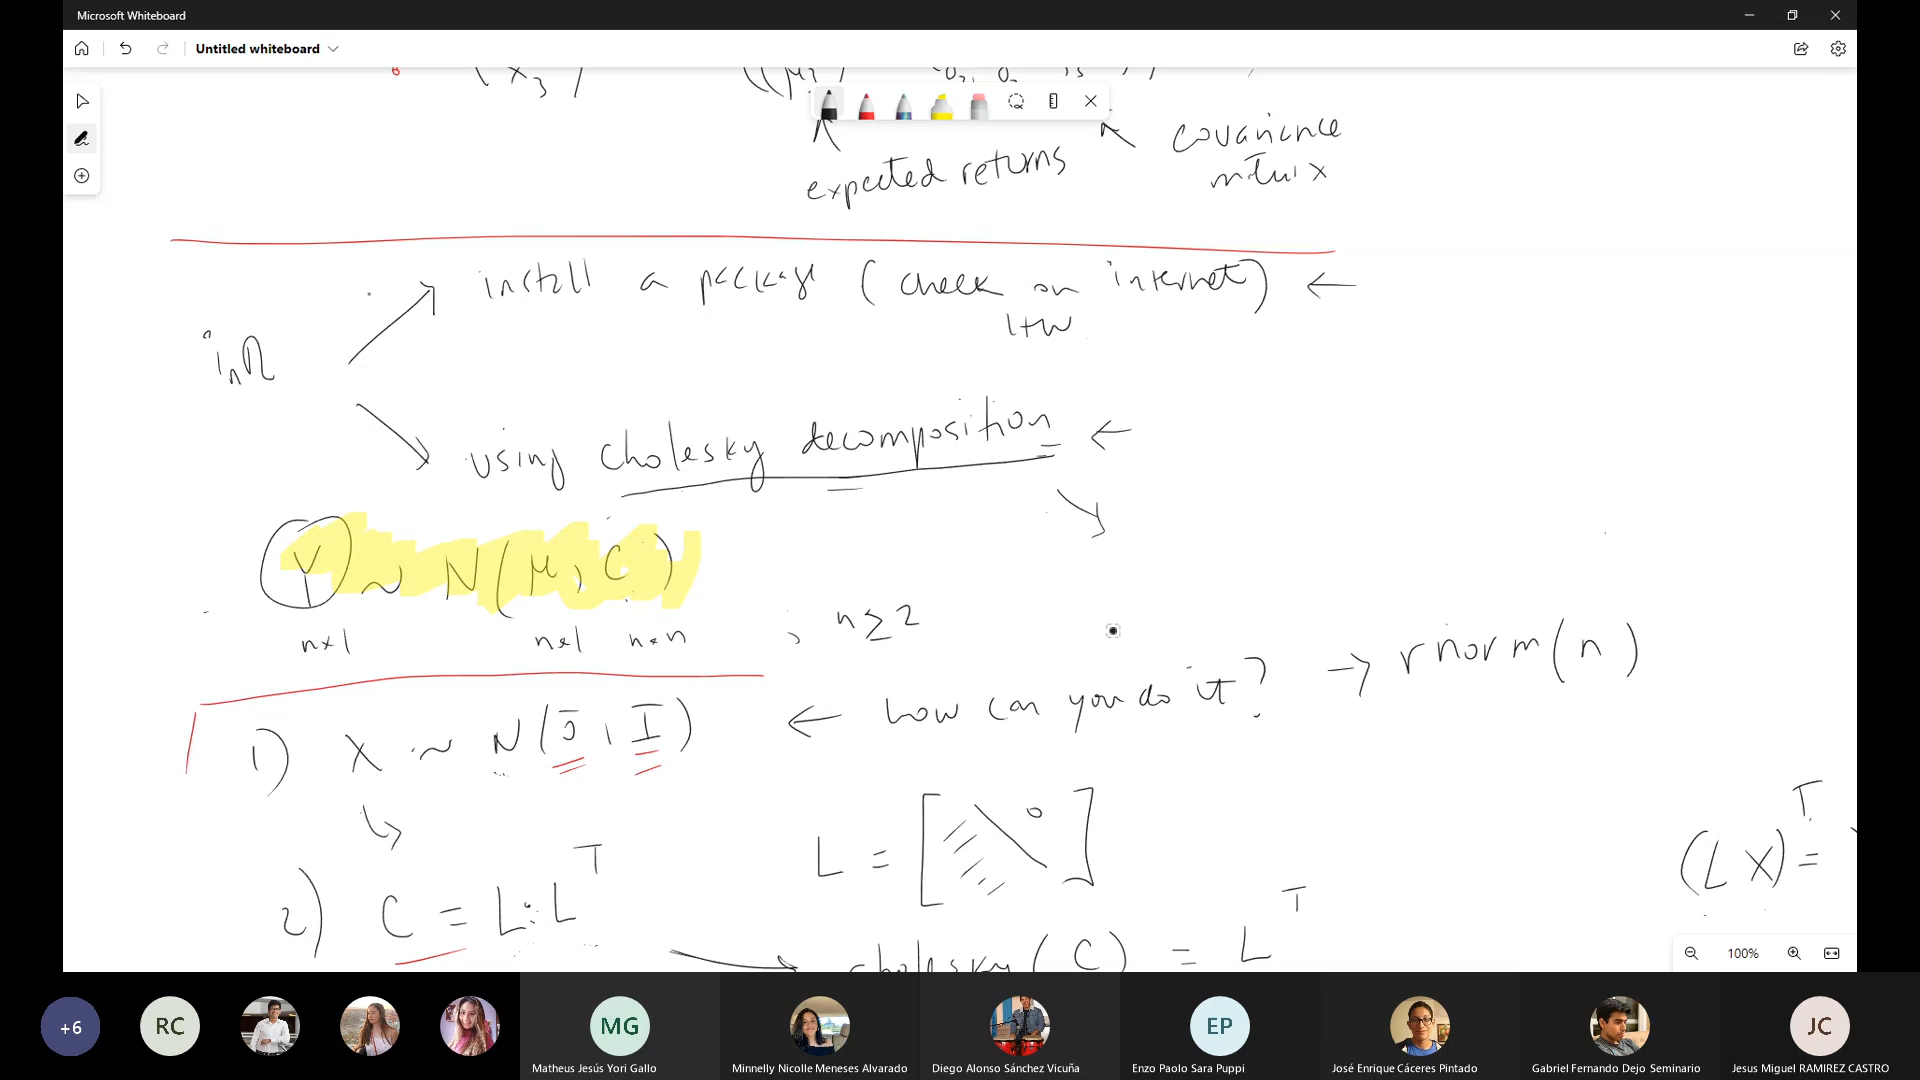 Microsoft Whiteboard
Untitled whiteboard
expected returns
covariance
matrix
install a package (check on internet) ←
HW
in R
using cholesky decomposition ←
Y ~ N(μ, C)
n×1 n×1 n×n , n ≥ 2
1) X ~ N(0, I) ← how can you do it? → rnorm(n)
2) C = L·L^T
L = [ 0 ]
(LX)^T =
cholesky(C) = L^T
100%
+6
RC
MG
EP
JC
Matheus Jesús Yori Gallo
Minnelly Nicolle Meneses Alvarado
Diego Alonso Sánchez Vicuña
Enzo Paolo Sara Puppi
José Enrique Cáceres Pintado
Gabriel Fernando Dejo Seminario
Jesus Miguel RAMIREZ CASTRO